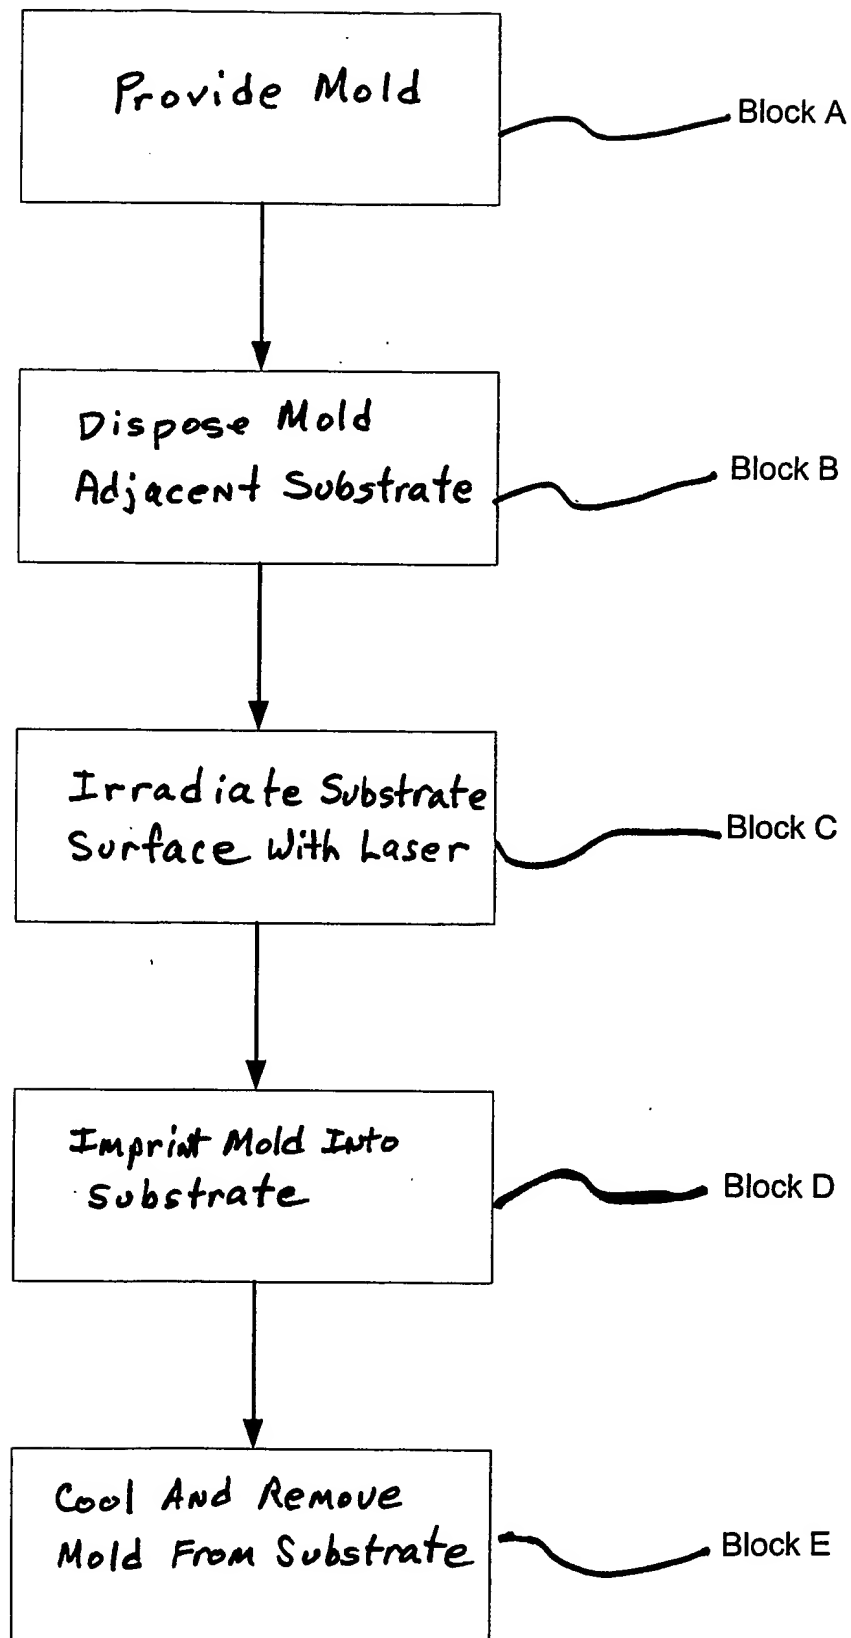 Provide Mold
Block A
Dispose Mold
Adjacent Substrate
Block B
Irradiate Substrate
Surface With Laser
Block C
Imprint Mold Into
Substrate
Block D
Cool And Remove
Mold From Substrate
Block E